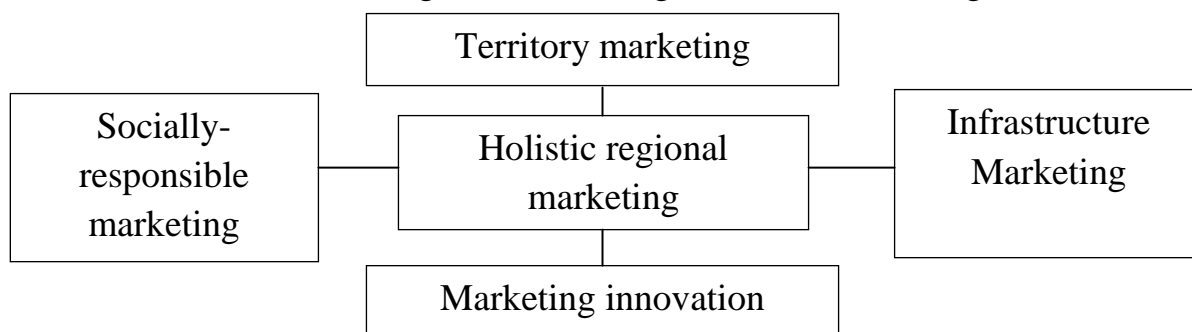 Territory marketing
Socially-
responsible
marketing
Holistic regional
marketing
Infrastructure
Marketing
Marketing innovation